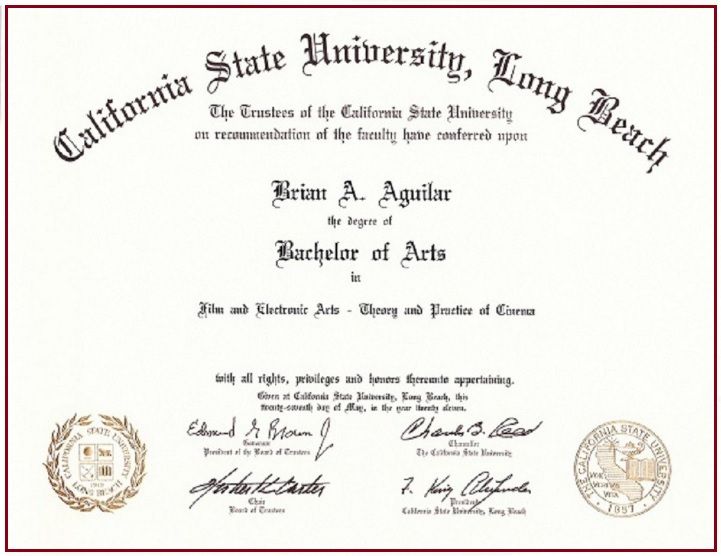 California State University, Long Beach
The Trustees of the California State University
on recommendation of the faculty have conferred upon
Brian A. Aguilar
the degree of
Bachelor of Arts
in
Film and Electronic Arts - Theory and Practice of Cinema
with all rights, privileges and honors thereunto appertaining.
Given at California State University, Long Beach, this
twenty-seventh day of May, in the year twenty eleven.
Edmund G Brown Jr
Charles B. Reed
Governor
President of the Board of Trustees
Chancellor
The California State University
F. King Alexander
Chair
Board of Trustees
President
California State University, Long Beach
CALIFORNIA STATE UNIVERSITY LONG BEACH
THE CALIFORNIA STATE UNIVERSITY
VOX
VERITAS
VITA
1857